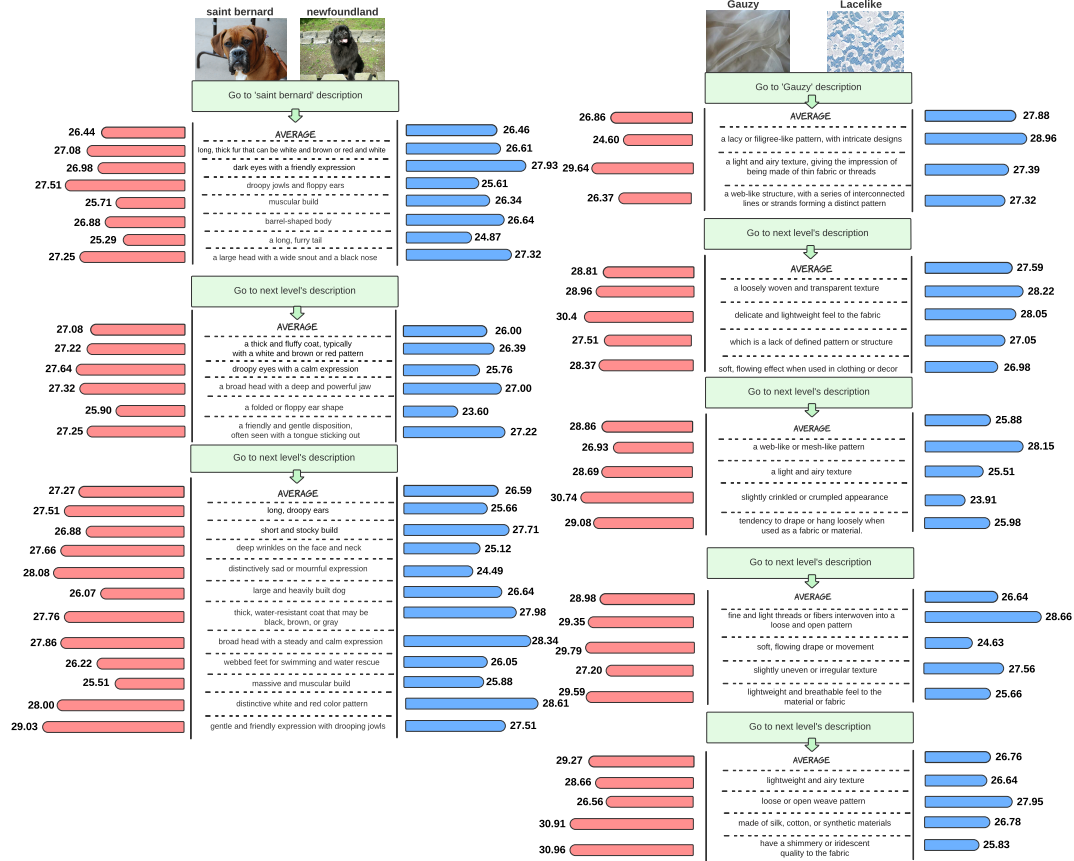 saint bernard
newfoundland
Go to 'saint bernard' description
26.44 AVERAGE 26.46
27.08 long, thick fur that can be white and brown or red and white 26.61
26.98 dark eyes with a friendly expression 27.93
27.51 droopy jowls and floppy ears 25.61
25.71 muscular build 26.34
26.88 barrel-shaped body 26.64
25.29 a long, furry tail 24.87
27.25 a large head with a wide snout and a black nose 27.32
Go to next level's description
27.08 AVERAGE 26.00
27.22 a thick and fluffy coat, typically 26.39
with a white and brown or red pattern
27.64 droopy eyes with a calm expression 25.76
27.32 a broad head with a deep and powerful jaw 27.00
25.90 a folded or floppy ear shape 23.60
27.25 a friendly and gentle disposition, 27.22
often seen with a tongue sticking out
Go to next level's description
27.27 AVERAGE 26.59
27.51 long, droopy ears 25.66
26.88 short and stocky build 27.71
27.66 deep wrinkles on the face and neck 25.12
28.08 distinctively sad or mournful expression 24.49
26.07 large and heavily built dog 26.64
27.76 thick, water-resistant coat that may be 27.98
black, brown, or gray
27.86 broad head with a steady and calm expression 28.34
26.22 webbed feet for swimming and water rescue 26.05
25.51 massive and muscular build 25.88
28.00 distinctive white and red color pattern 28.61
29.03 gentle and friendly expression with drooping jowls 27.51
Gauzy
Lacelike
Go to 'Gauzy' description
26.86 AVERAGE 27.88
24.60 a lacy or filigree-like pattern, with intricate designs 28.96
29.64 a light and airy texture, giving the impression of 27.39
being made of thin fabric or threads
26.37 a web-like structure, with a series of interconnected 27.32
lines or strands forming a distinct pattern
Go to next level's description
28.81 AVERAGE 27.59
28.96 a loosely woven and transparent texture 28.22
30.4 delicate and lightweight feel to the fabric 28.05
27.51 which is a lack of defined pattern or structure 27.05
28.37 soft, flowing effect when used in clothing or decor 26.98
Go to next level's description
28.86 AVERAGE 25.88
26.93 a web-like or mesh-like pattern 28.15
28.69 a light and airy texture 25.51
30.74 slightly crinkled or crumpled appearance 23.91
29.08 tendency to drape or hang loosely when 25.98
used as a fabric or material.
Go to next level's description
28.98 AVERAGE 26.64
29.35 fine and light threads or fibers interwoven into a 28.66
loose and open pattern
29.79 soft, flowing drape or movement 24.63
27.20 slightly uneven or irregular texture 27.56
29.59 lightweight and breathable feel to the 25.66
material or fabric
Go to next level's description
29.27 AVERAGE 26.76
28.66 lightweight and airy texture 26.64
26.56 loose or open weave pattern 27.95
30.91 made of silk, cotton, or synthetic materials 26.78
30.96 have a shimmery or iridescent 25.83
quality to the fabric